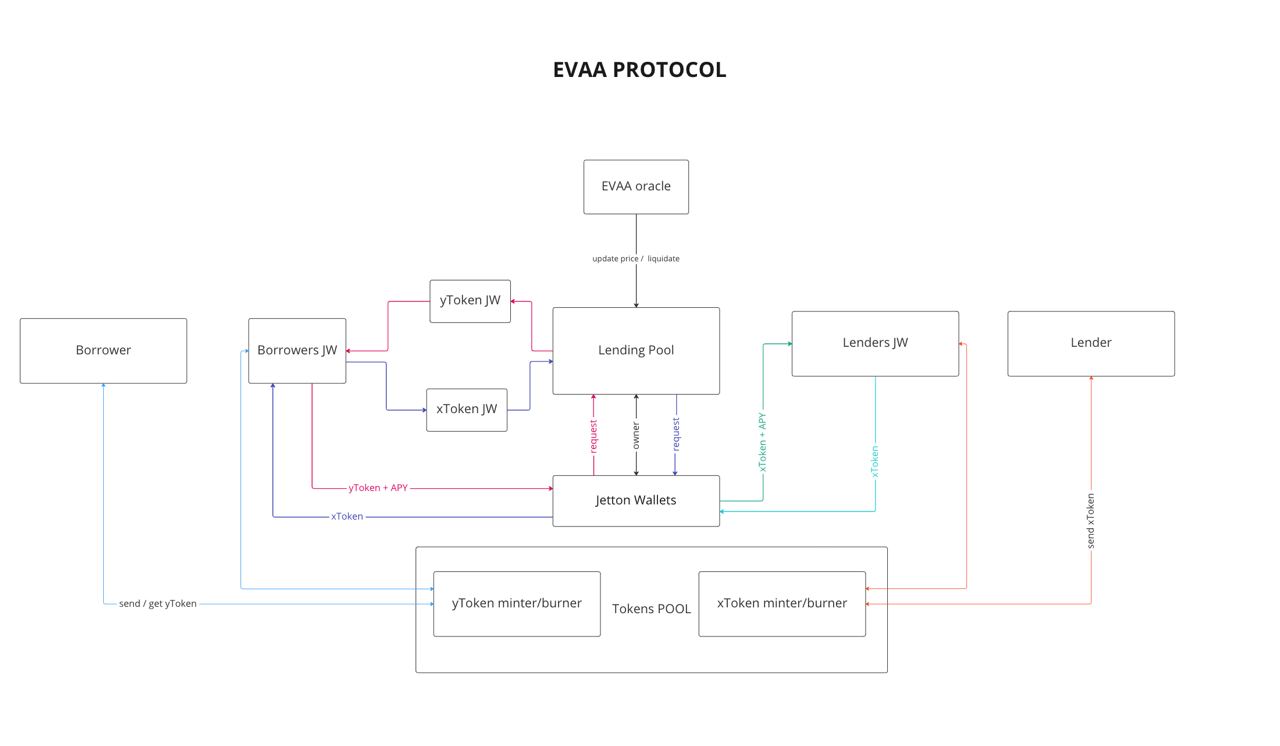 EVAA PROTOCOL
EVAA oracle
update price / liquidate
yToken JW
Borrower
Borrowers JW
Lending Pool
Lenders JW
Lender
xToken JW
request
owner
request
xToken + APY
xToken
yToken + APY
Jetton Wallets
xToken
send xToken
send / get yToken
yToken minter/burner
Tokens POOL
xToken minter/burner